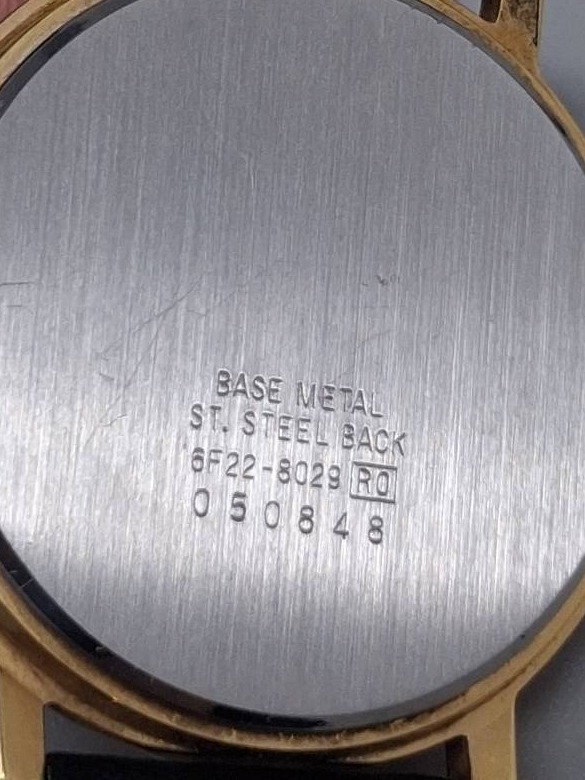 BASE METAL
ST. STEEL BACK
6F22-8029 R0
050848